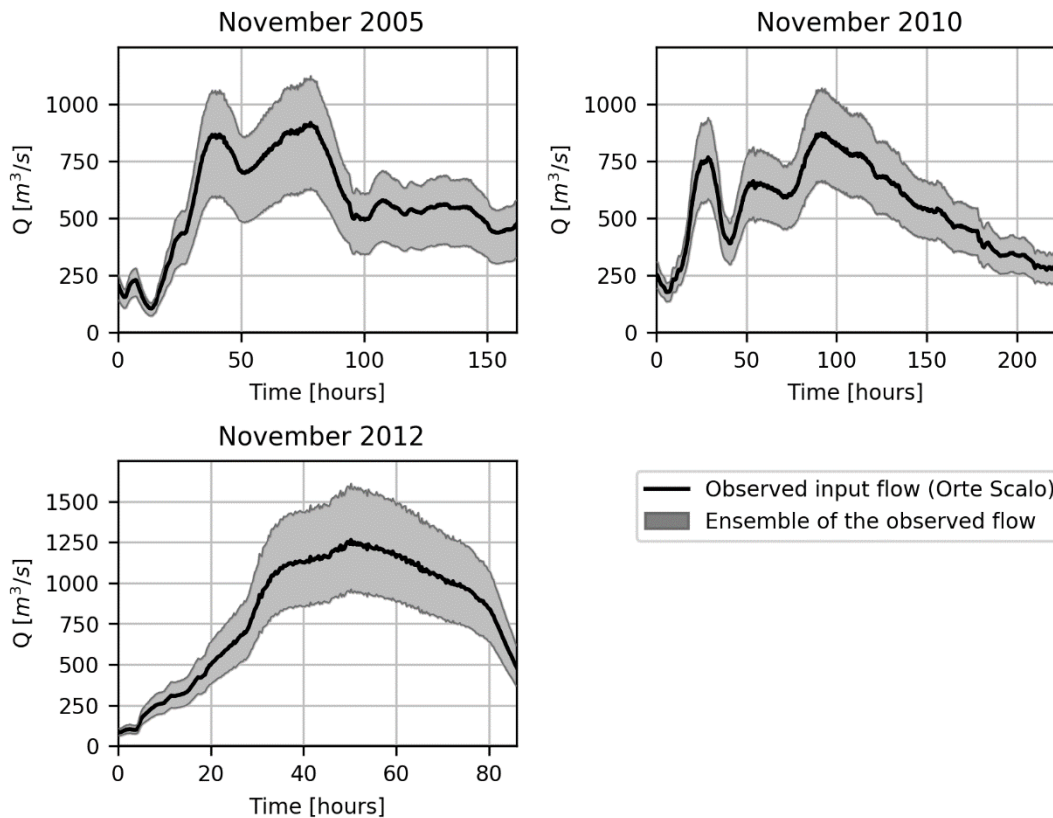 November 2005
1000
750
500
250
0
Q [m³/s]
0 50 100 150
Time [hours]
November 2010
1000
750
500
250
0
Q [m³/s]
0 50 100 150 200
Time [hours]
November 2012
1500
1250
1000
750
500
250
0
Q [m³/s]
0 20 40 60 80
Time [hours]
Observed input flow (Orte Scalo)
Ensemble of the observed flow